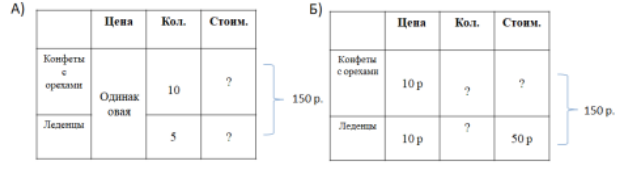 А)
Цена Кол. Стоим.
Конфеты
с
орехами
Одинак
овая
10 ?
Леденцы
5 ?
150 р.
Б)
Цена Кол. Стоим.
Конфеты
с орехами
10 р ? ?
Леденцы
10 р ? 50 р
150 р.